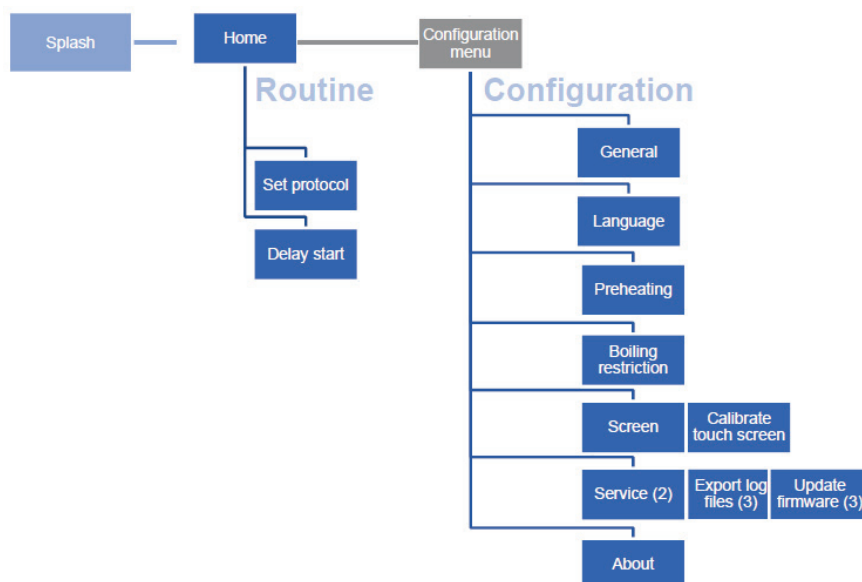 Splash
Home
Configuration
menu
Routine
Configuration
General
Set protocol
Language
Delay start
Preheating
Boiling
restriction
Screen
Calibrate
touch screen
Service (2)
Export log
files (3)
Update
firmware (3)
About